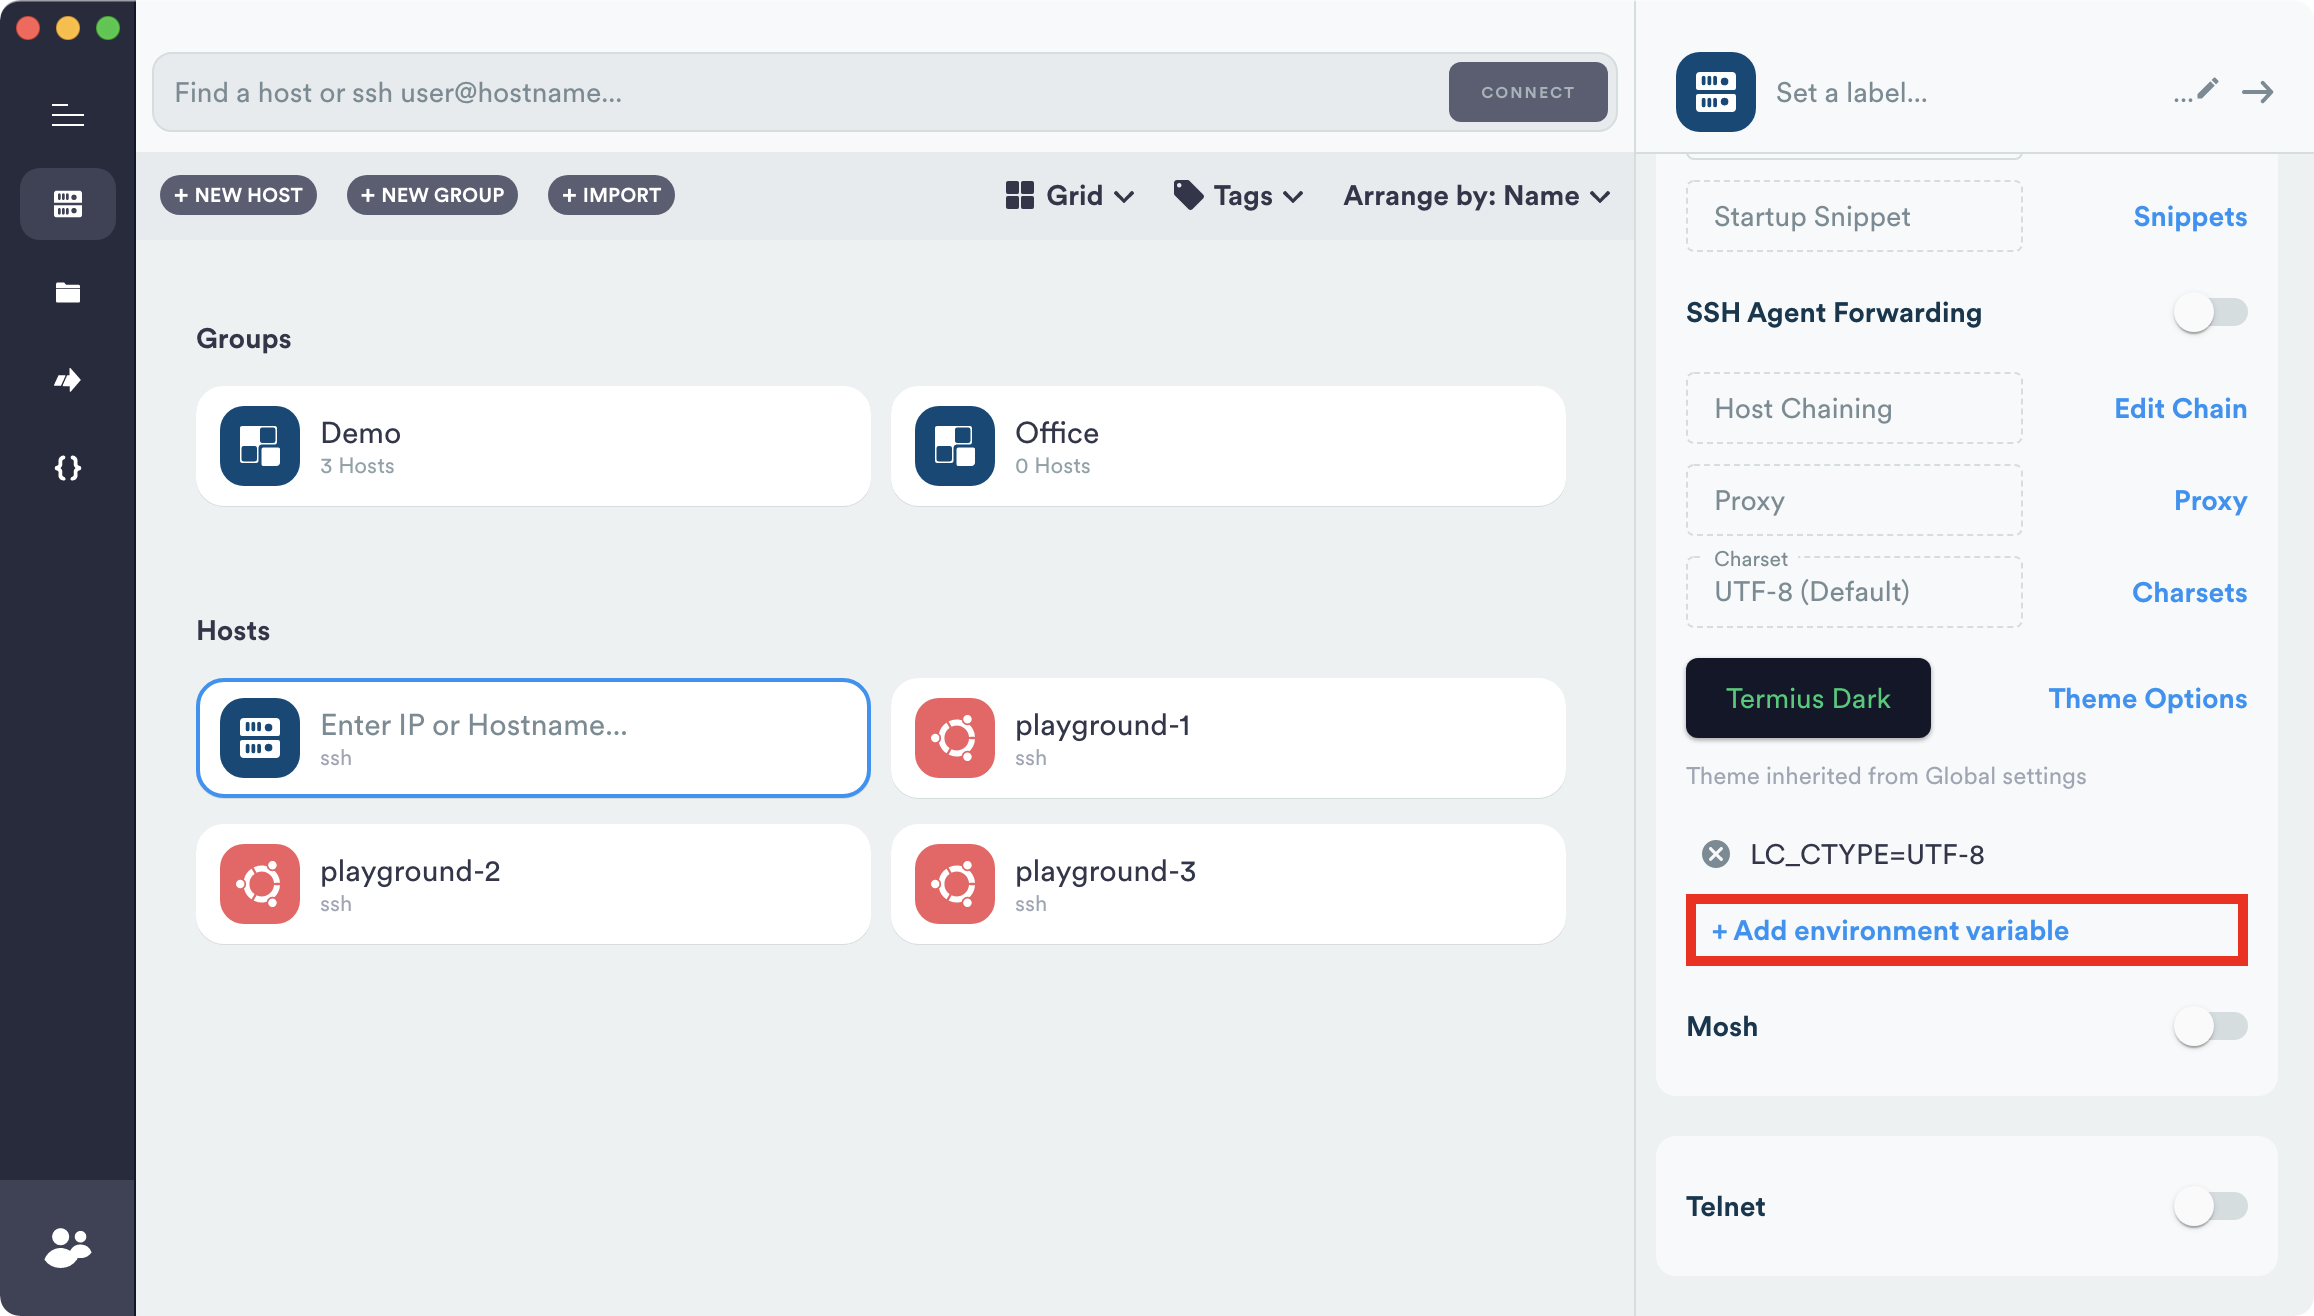 Find a host or ssh user@hostname...
CONNECT
+ NEW HOST
+ NEW GROUP
+ IMPORT
Grid
Tags
Arrange by: Name
Groups
Demo
3 Hosts
Office
0 Hosts
Hosts
Enter IP or Hostname...
ssh
playground-1
ssh
playground-2
ssh
playground-3
ssh
Set a label...
...
Startup Snippet
Snippets
SSH Agent Forwarding
Host Chaining
Edit Chain
Proxy
Proxy
Charset
UTF-8 (Default)
Charsets
Termius Dark
Theme Options
Theme inherited from Global settings
LC_CTYPE=UTF-8
+ Add environment variable
Mosh
Telnet